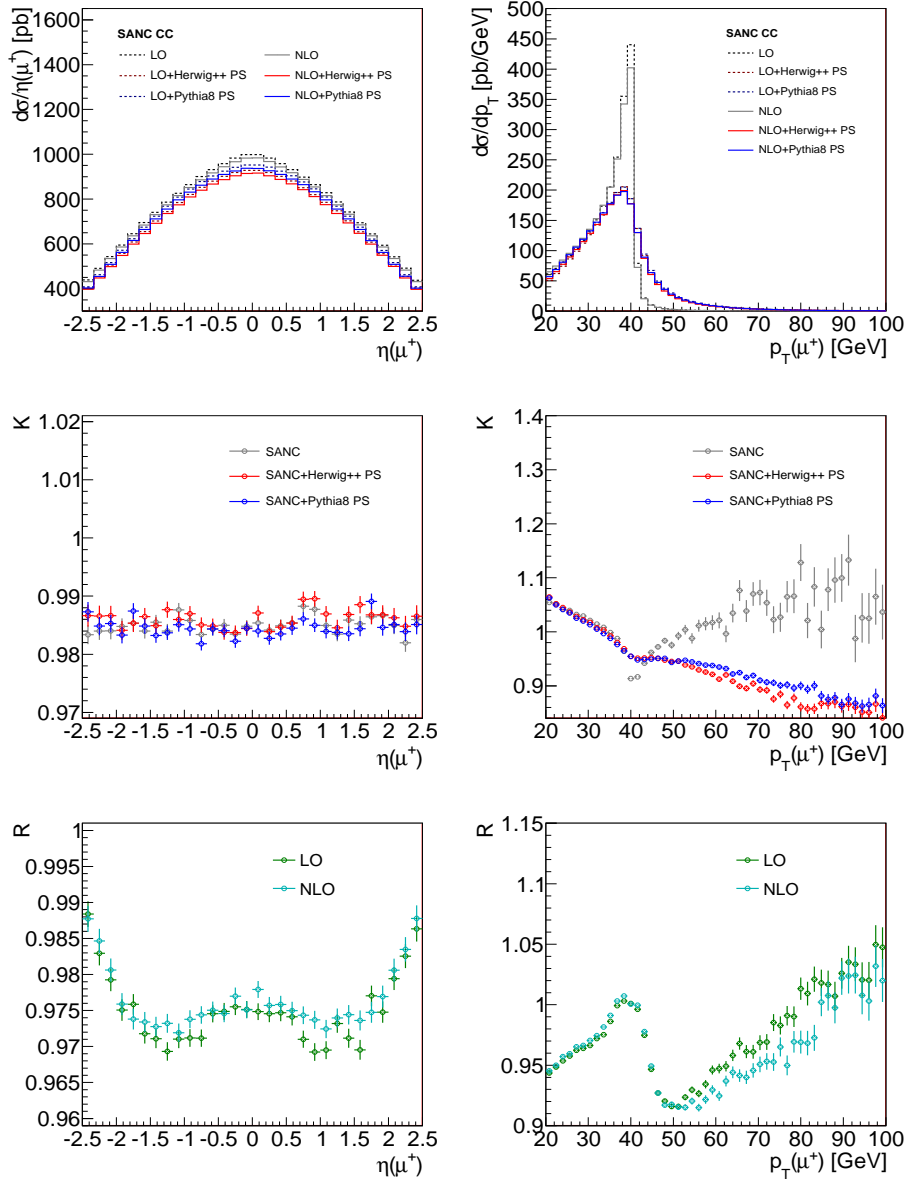 dσ/η(μ⁺) [pb]
SANC CC
LO
NLO
LO+Herwig++ PS
NLO+Herwig++ PS
LO+Pythia8 PS
NLO+Pythia8 PS
1600
1400
1200
1000
800
600
400
-2.5 -2 -1.5 -1 -0.5 0 0.5 1 1.5 2 2.5
η(μ⁺)
dσ/dp_T [pb/GeV]
SANC CC
LO
LO+Herwig++ PS
LO+Pythia8 PS
NLO
NLO+Herwig++ PS
NLO+Pythia8 PS
500
450
400
350
300
250
200
150
100
50
0
20 30 40 50 60 70 80 90 100
p_T(μ⁺) [GeV]
K
SANC
SANC+Herwig++ PS
SANC+Pythia8 PS
1.02
1.01
1
0.99
0.98
0.97
-2.5 -2 -1.5 -1 -0.5 0 0.5 1 1.5 2 2.5
η(μ⁺)
K
SANC
SANC+Herwig++ PS
SANC+Pythia8 PS
1.4
1.3
1.2
1.1
1
0.9
20 30 40 50 60 70 80 90 100
p_T(μ⁺) [GeV]
R
LO
NLO
1
0.995
0.99
0.985
0.98
0.975
0.97
0.965
0.96
-2.5 -2 -1.5 -1 -0.5 0 0.5 1 1.5 2 2.5
η(μ⁺)
R
LO
NLO
1.15
1.1
1.05
1
0.95
0.9
20 30 40 50 60 70 80 90 100
p_T(μ⁺) [GeV]